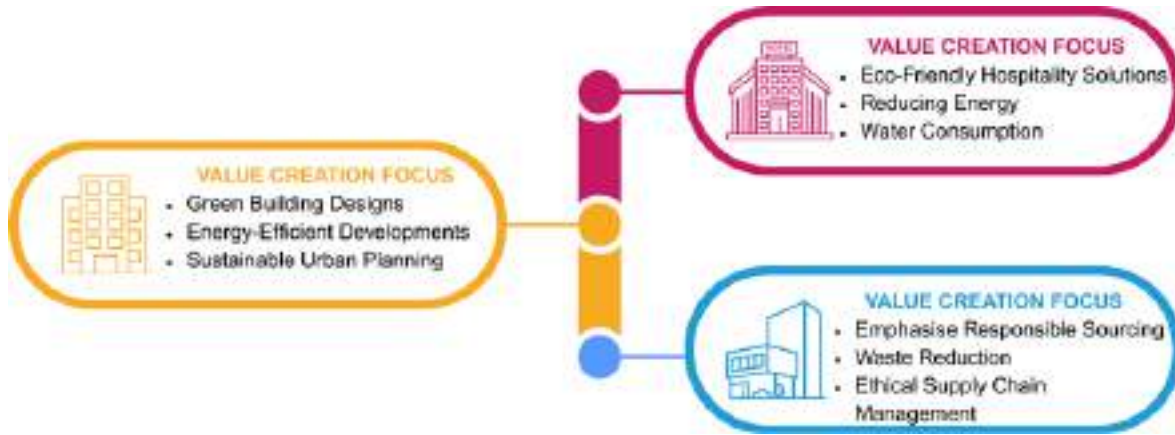 VALUE CREATION FOCUS
• Eco-Friendly Hospitality Solutions
• Reducing Energy
• Water Consumption
VALUE CREATION FOCUS
• Green Building Designs
• Energy-Efficient Developments
• Sustainable Urban Planning
VALUE CREATION FOCUS
• Emphasise Responsible Sourcing
• Waste Reduction
• Ethical Supply Chain
Management